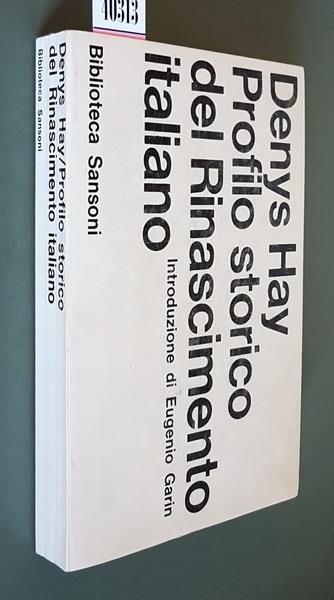 40313
Denys Hay
Profilo storico
del Rinascimento
italiano
Introduzione di Eugenio Garin
Biblioteca Sansoni
Denys Hay/Profilo storico
del Rinascimento italiano
Biblioteca Sansoni